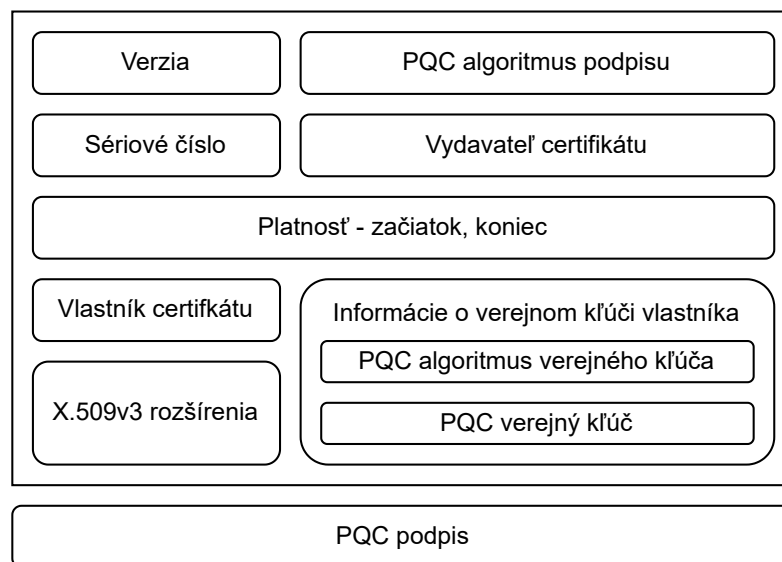 Verzia
PQC algoritmus podpisu
Sériové číslo
Vydavateľ certifikátu
Platnosť - začiatok, koniec
Vlastník certifkátu
Informácie o verejnom kľúči vlastníka
PQC algoritmus verejného kľúča
X.509v3 rozšírenia
PQC verejný kľúč
PQC podpis